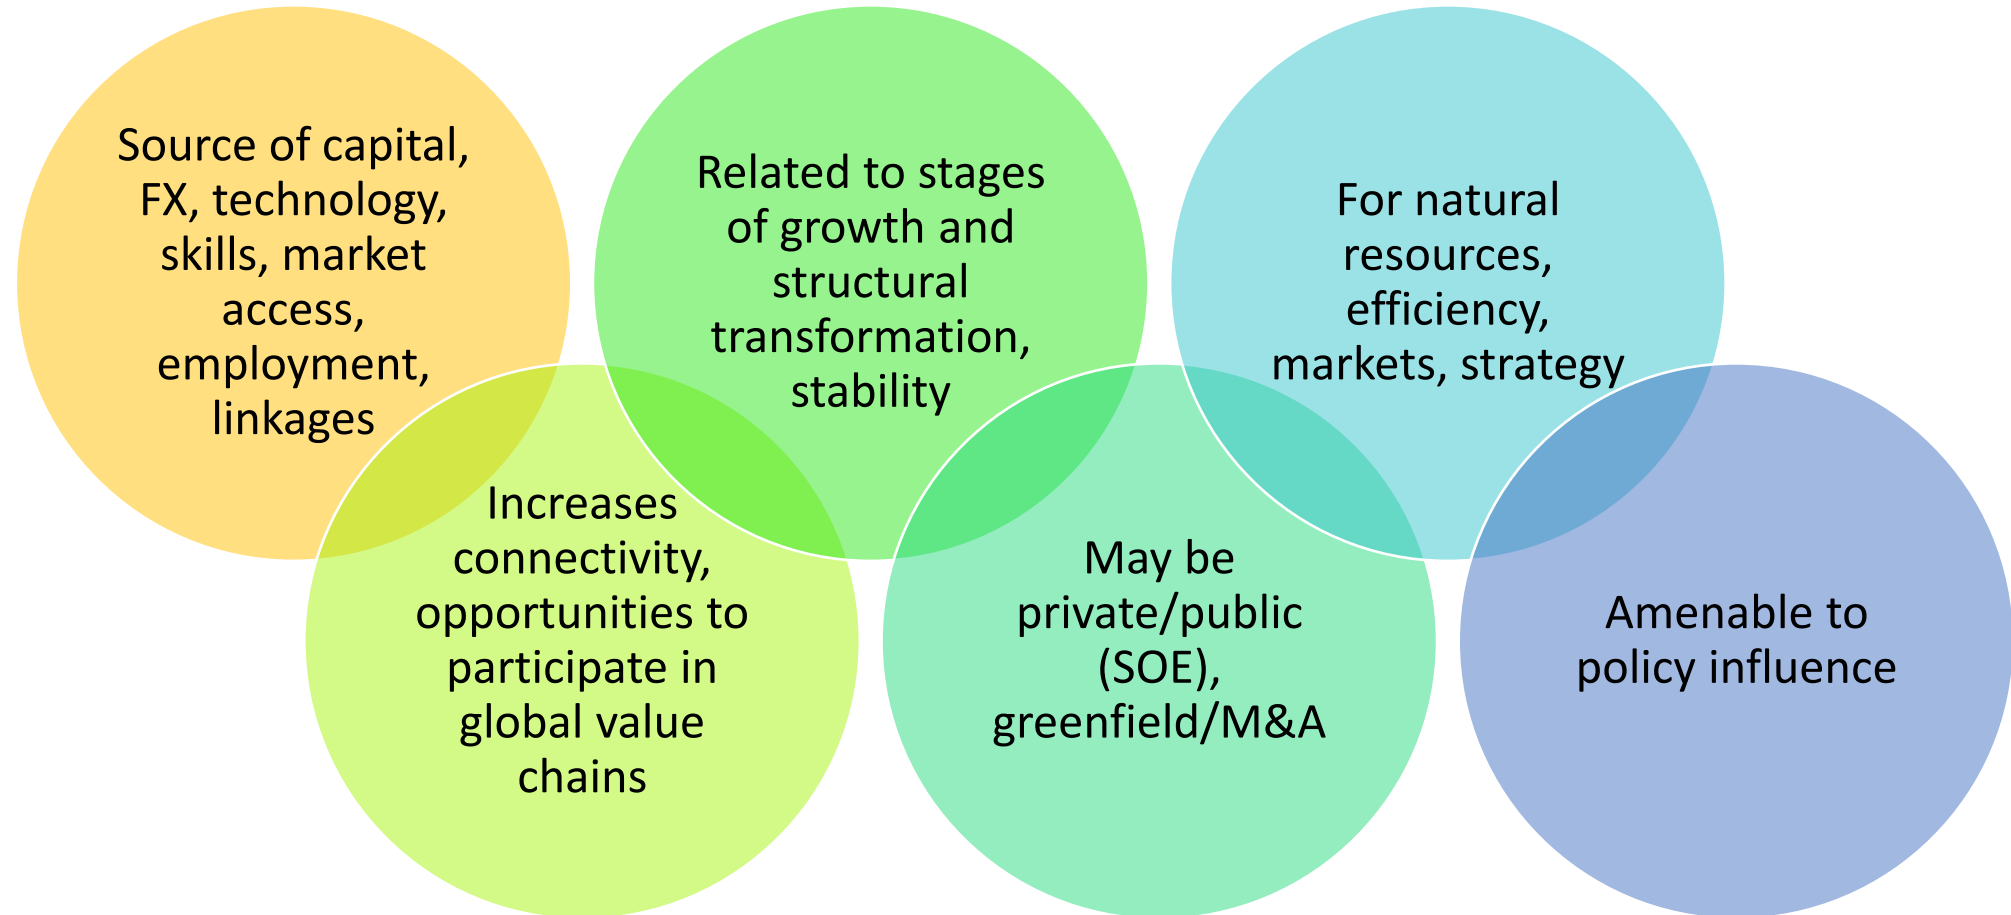 Source of capital,
FX, technology,
skills, market
access,
employment,
linkages
Increases
connectivity,
opportunities to
participate in
global value
chains
Related to stages
of growth and
structural
transformation,
stability
May be
private/public
(SOE),
greenfield/M&A
For natural
resources,
efficiency,
markets, strategy
Amenable to
policy influence